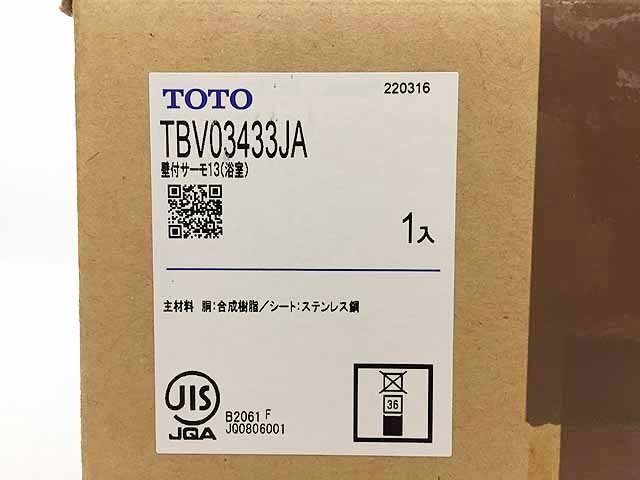 TOTO
220316
TBV03433JA
壁付サーモ13(浴室)
1入
主材料 胴:合成樹脂/シート:ステンレス鋼
JIS
JQA
B2061 F
JQ0806001
36